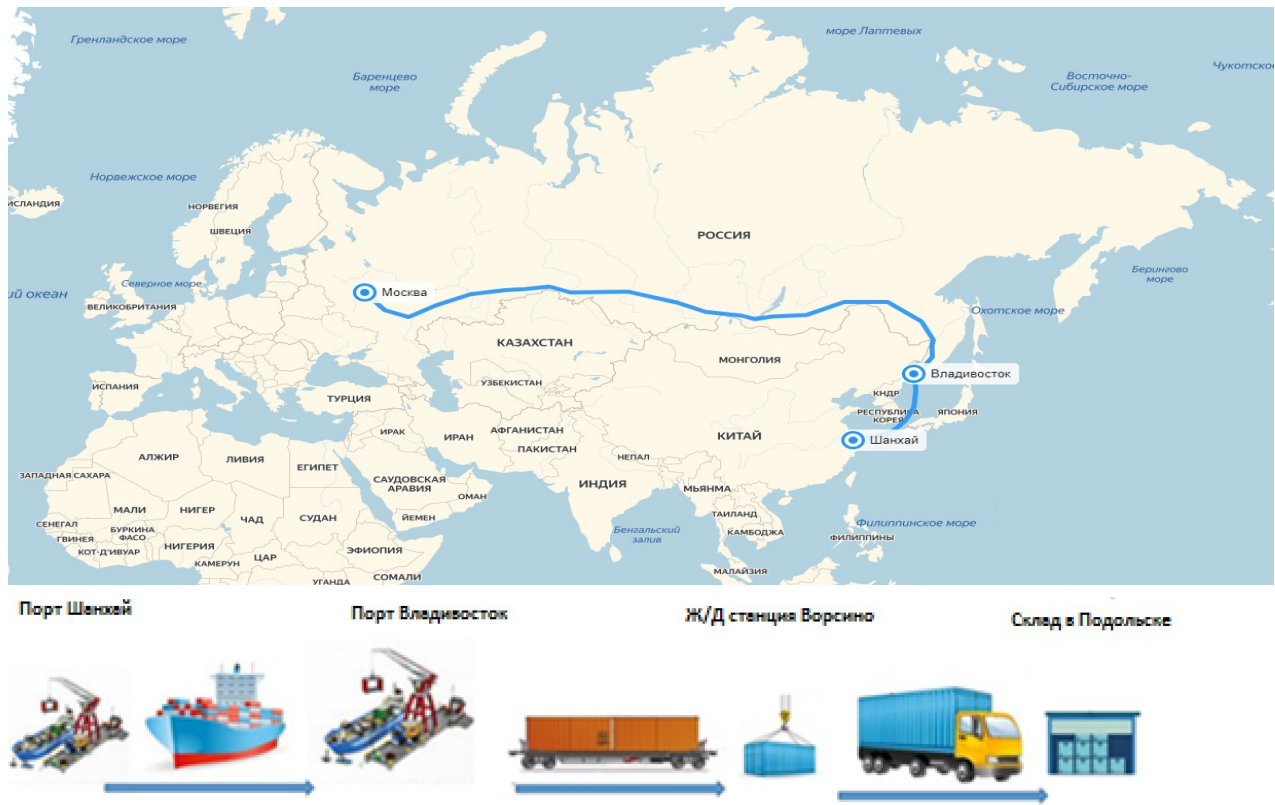 Гренландское море
море Лаптевых
Баренцево
море
Восточно-
Сибирское море
Чукотско
Норвежское море
ИСЛАНДИЯ
НОРВЕГИЯ
ШВЕЦИЯ
РОССИЯ
Северное море
ий океан
ВЕЛИКОБРИТАНИЯ
Москва
Берингово
море
Охотское море
КАЗАХСТАН
МОНГОЛИЯ
Владивосток
ИСПАНИЯ
ТУРЦИЯ
УЗБЕКИСТАН
КНДР
РЕСПУБЛИКА
КОРЕЯ
ЯПОНИЯ
ИРАК
ИРАН
АФГАНИСТАН
ПАКИСТАН
КИТАЙ
Шанхай
АЛЖИР
ЛИВИЯ
ЕГИПЕТ
НЕПАЛ
ЗАПАДНАЯ САХАРА
САУДОВСКАЯ
АРАВИЯ
ОМАН
ИНДИЯ
МЬЯНМА
МАЛИ
НИГЕР
ЧАД
СУДАН
ЙЕМЕН
ТАИЛАНД
СЕНЕГАЛ
ГВИНЕЯ
БУРКИНА
ФАСО
КОТ-Д'ИВУАР
НИГЕРИЯ
КАМЕРУН
ЦАР
ЭФИОПИЯ
Бенгальский
залив
КАМБОДЖА
Филиппинское море
ФИЛИППИНЫ
УГАНДА
СОМАЛИ
МАЛАЙЗИЯ
Порт Шанхай
Порт Владивосток
Ж/Д станция Ворсино
Склад в Подольске